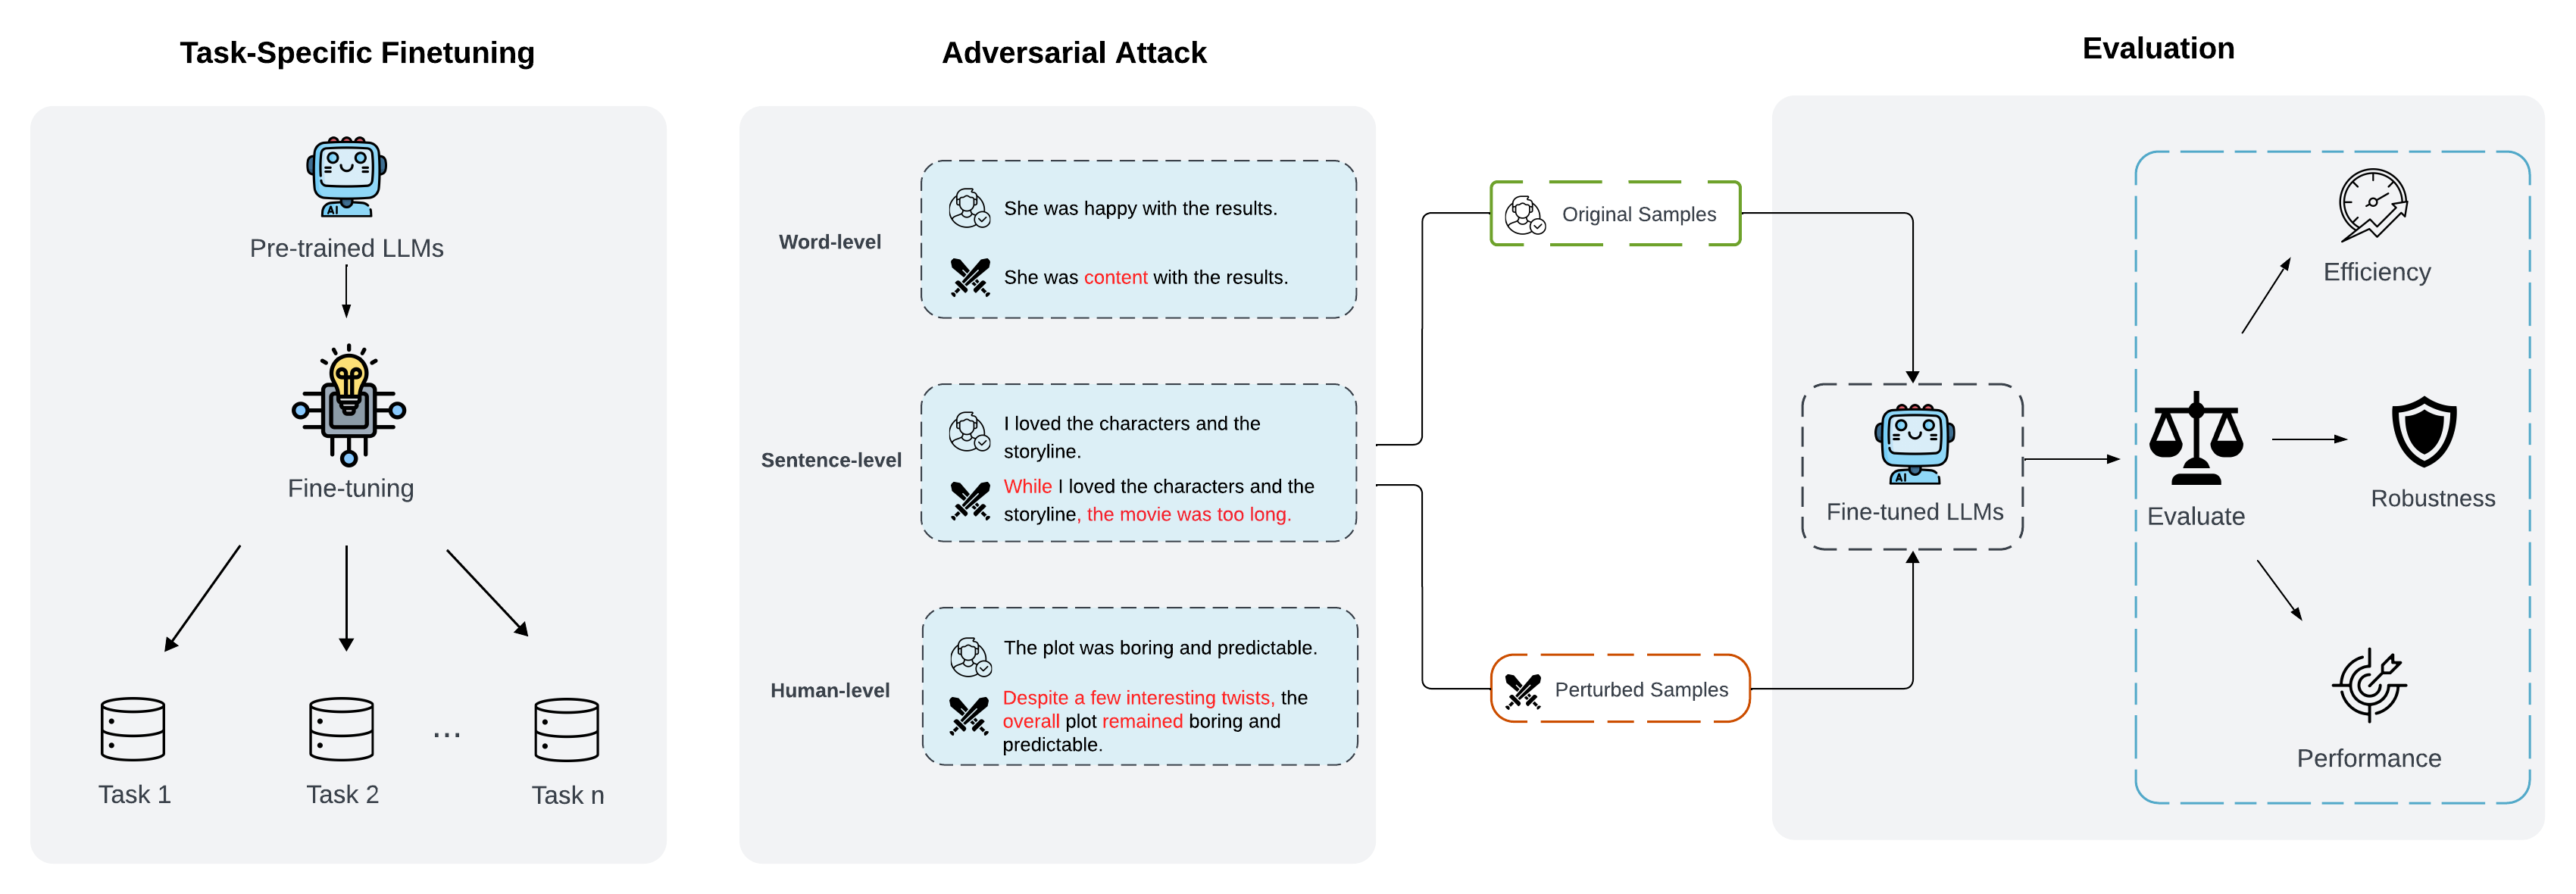 Task-Specific Finetuning
Pre-trained LLMs
Fine-tuning
Task 1
Task 2
...
Task n
Adversarial Attack
Word-level
She was happy with the results.
She was content with the results.
Sentence-level
I loved the characters and the
storyline.
While I loved the characters and the
storyline, the movie was too long.
Human-level
The plot was boring and predictable.
Despite a few interesting twists, the
overall plot remained boring and
predictable.
Original Samples
Perturbed Samples
Evaluation
AI
Fine-tuned LLMs
AI
Evaluate
Efficiency
Robustness
Performance